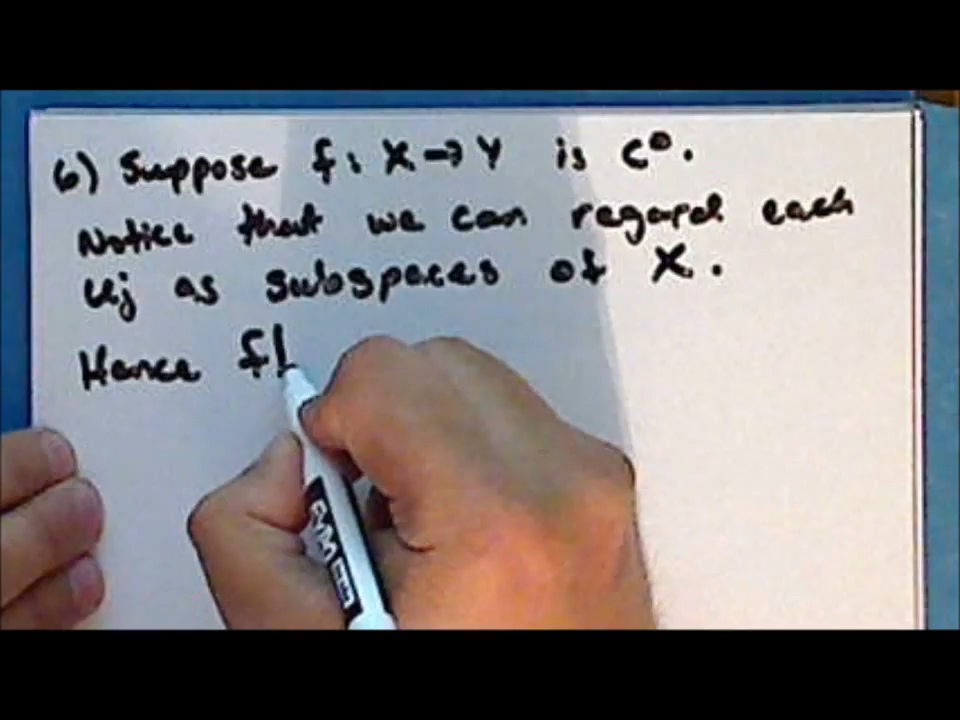 6) Suppose f: X → Y is C⁰.
Notice that we can regard each
Uj as subspaces of X.
Hence f|